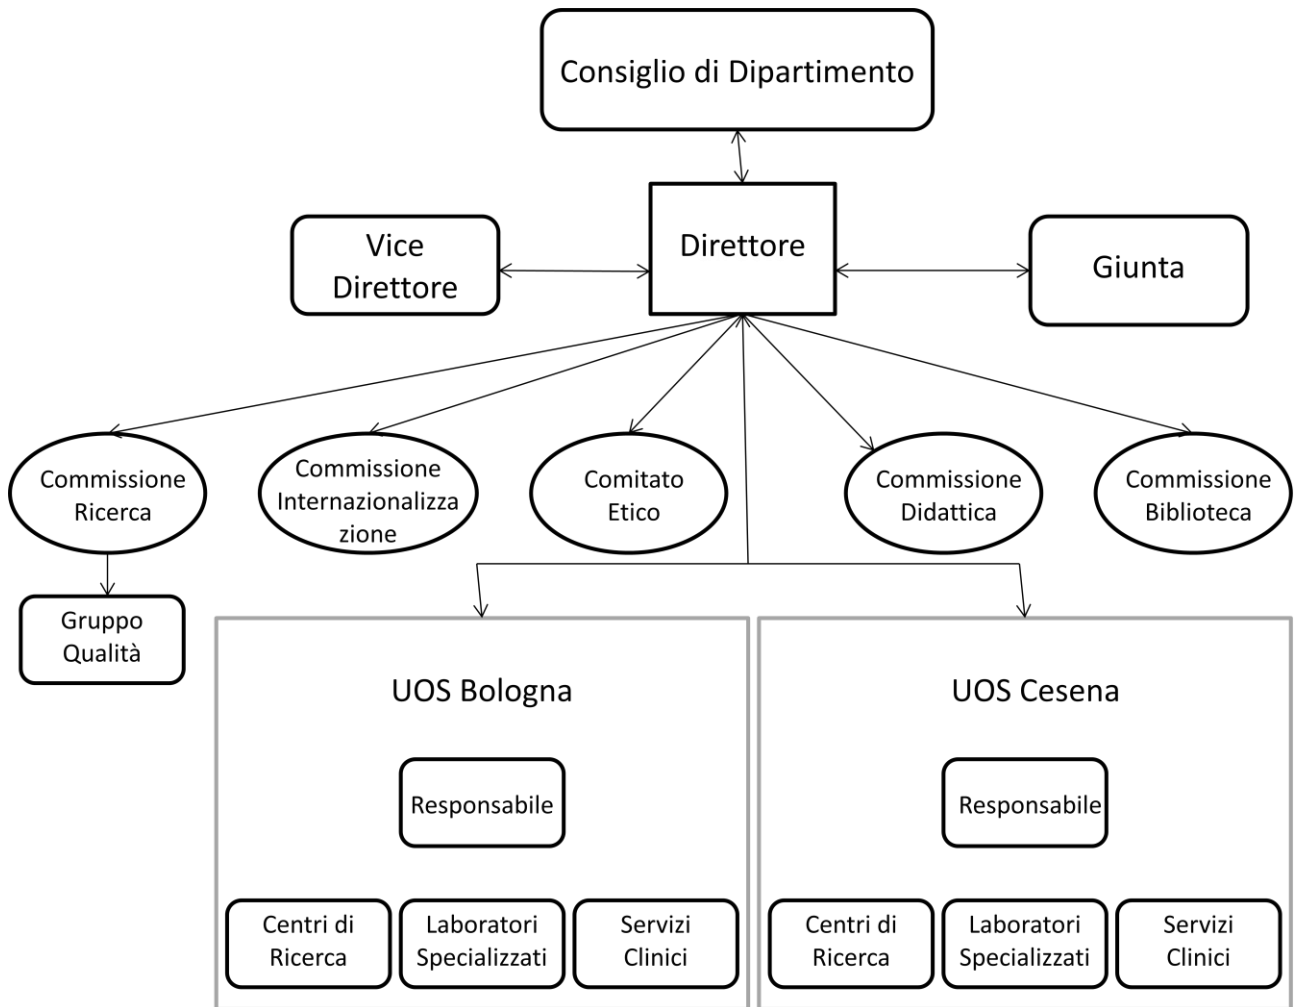 Consiglio di Dipartimento
Vice
Direttore
Direttore
Giunta
Commissione
Ricerca
Commissione
Internazionalizza
zione
Comitato
Etico
Commissione
Didattica
Commissione
Biblioteca
Gruppo
Qualità
UOS Bologna
Responsabile
Centri di
Ricerca
Laboratori
Specializzati
Servizi
Clinici
UOS Cesena
Responsabile
Centri di
Ricerca
Laboratori
Specializzati
Servizi
Clinici